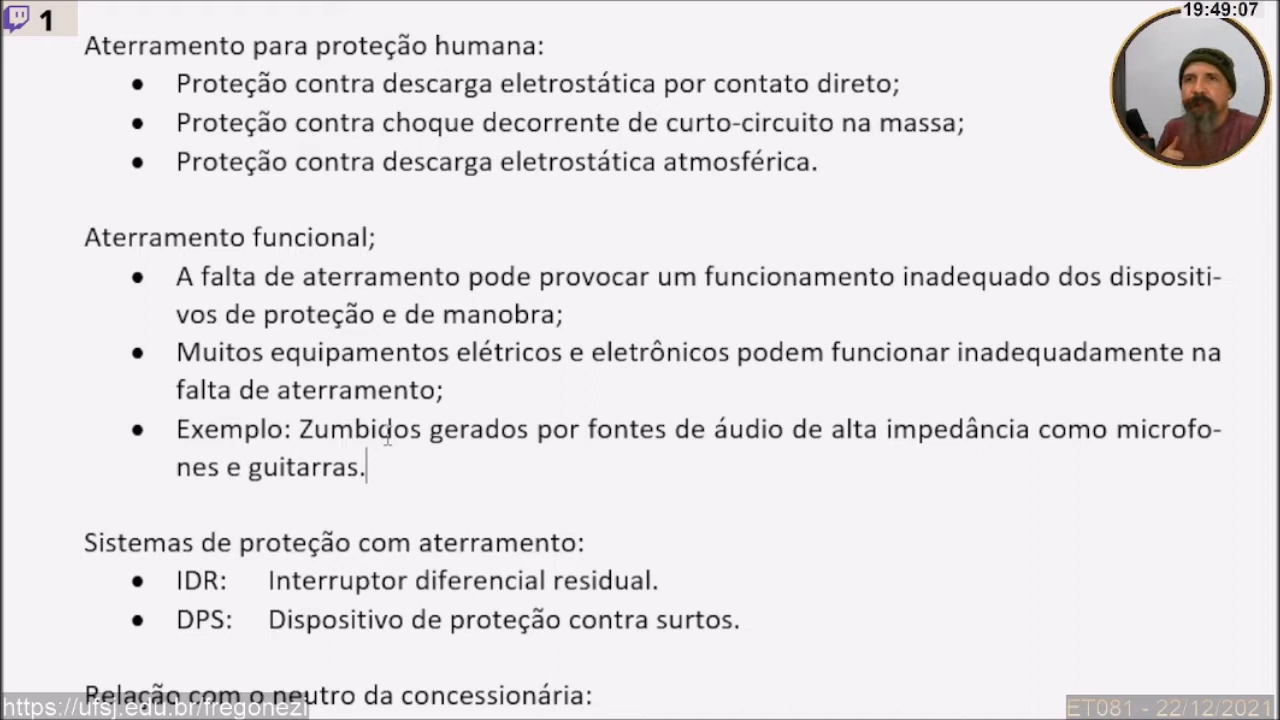 1
19:49:07
Aterramento para proteção humana:
• Proteção contra descarga eletrostática por contato direto;
• Proteção contra choque decorrente de curto-circuito na massa;
• Proteção contra descarga eletrostática atmosférica.
Aterramento funcional;
• A falta de aterramento pode provocar um funcionamento inadequado dos dispositi-
vos de proteção e de manobra;
• Muitos equipamentos elétricos e eletrônicos podem funcionar inadequadamente na
falta de aterramento;
• Exemplo: Zumbidos gerados por fontes de áudio de alta impedância como microfo-
nes e guitarras.
Sistemas de proteção com aterramento:
• IDR: Interruptor diferencial residual.
• DPS: Dispositivo de proteção contra surtos.
Relação com o neutro da concessionária:
https://ufsj.edu.br/fregonezi
ET081 - 22/12/2021